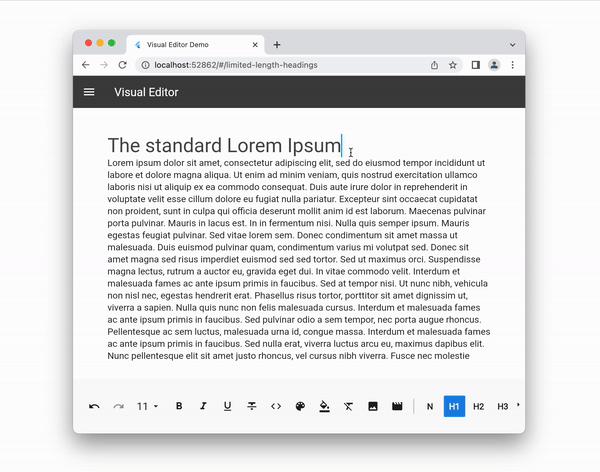 Visual Editor Demo
localhost:52862/#/limited-length-headings
Visual Editor
The standard Lorem Ipsum
Lorem ipsum dolor sit amet, consectetur adipiscing elit, sed do eiusmod tempor incididunt ut
labore et dolore magna aliqua. Ut enim ad minim veniam, quis nostrud exercitation ullamco
laboris nisi ut aliquip ex ea commodo consequat. Duis aute irure dolor in reprehenderit in
voluptate velit esse cillum dolore eu fugiat nulla pariatur. Excepteur sint occaecat cupidatat
non proident, sunt in culpa qui officia deserunt mollit anim id est laborum. Maecenas pulvinar
porta pulvinar. Mauris in lacus est. In in fermentum nisi. Nulla quis semper ipsum. Mauris
egestas feugiat ornare. Sed vitae lorem sem. Donec condimentum sit amet massa ut
malesuada. Duis euismod pulvinar quam, condimentum varius mi volutpat sed. Donec sit
amet magna sed risus imperdiet euismod sed sed tortor. Sed ut maximus orci. Suspendisse
magna lectus, rutrum a auctor eu, gravida eget dui. In vitae commodo velit. Interdum et
malesuada fames ac ante ipsum primis in faucibus. Sed at tempor nisi. Ut nunc nibh, vehicula
non nisl nec, egestas hendrerit erat. Phasellus risus tortor, porttitor sit amet dignissim ut,
viverra a sapien. Nulla quis nunc non felis malesuada cursus. Interdum et malesuada fames
ac ante ipsum primis in faucibus. Sed pulvinar odio a sem tempor, nec porta augue rhoncus.
Pellentesque ac sem luctus, malesuada urna id, congue massa. Interdum et malesuada fames
ac ante ipsum primis in faucibus. Sed nulla erat, viverra luctus arcu eu, maximus dapibus elit.
Nunc pellentesque elit sit amet justo rhoncus, vel cursus nibh viverra. Fusce nec molestie
11 B I U S N H1 H2 H3